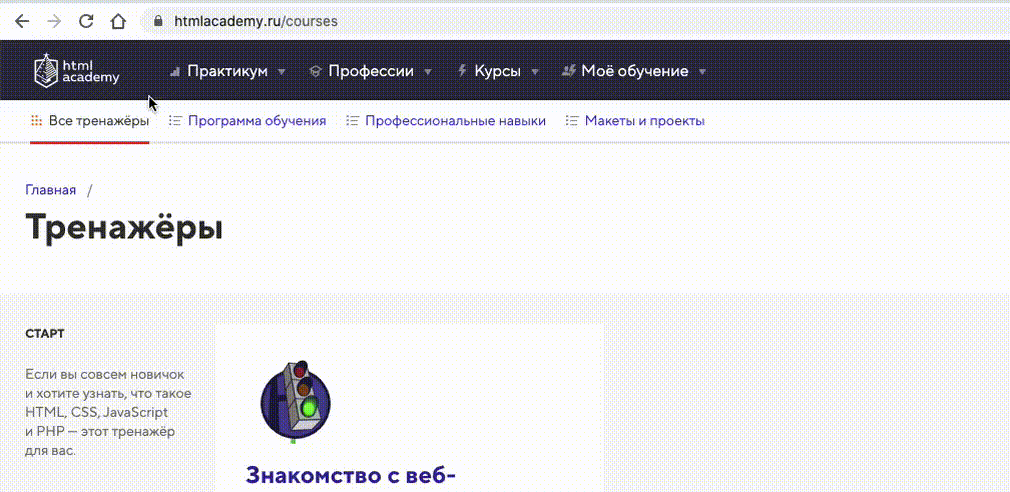 htmlacademy.ru/courses
html
academy
Практикум
Профессии
Курсы
Моё обучение
Все тренажёры
Программа обучения
Профессиональные навыки
Макеты и проекты
Главная /
Тренажёры
СТАРТ
Если вы совсем новичок
и хотите узнать, что такое
HTML, CSS, JavaScript
и PHP — этот тренажёр
для вас.
Знакомство с веб-